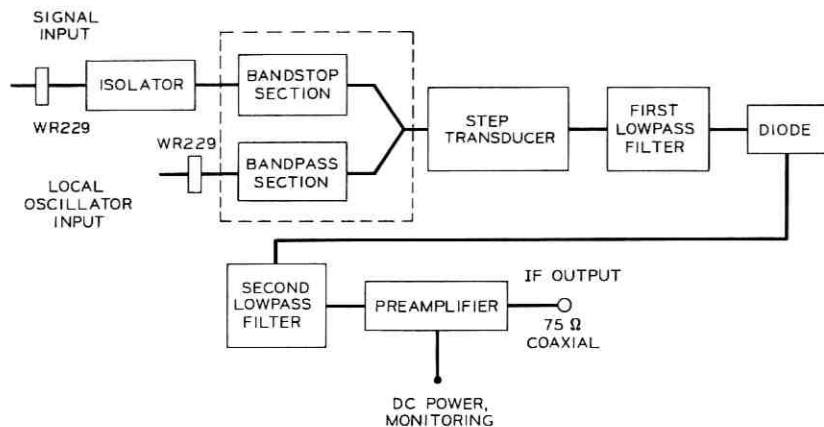 SIGNAL
INPUT
ISOLATOR
WR229
BANDSTOP
SECTION
WR229
BANDPASS
SECTION
LOCAL
OSCILLATOR
INPUT
STEP
TRANSDUCER
FIRST
LOWPASS
FILTER
DIODE
SECOND
LOWPASS
FILTER
PREAMPLIFIER
IF OUTPUT
75 Ω
COAXIAL
DC POWER,
MONITORING